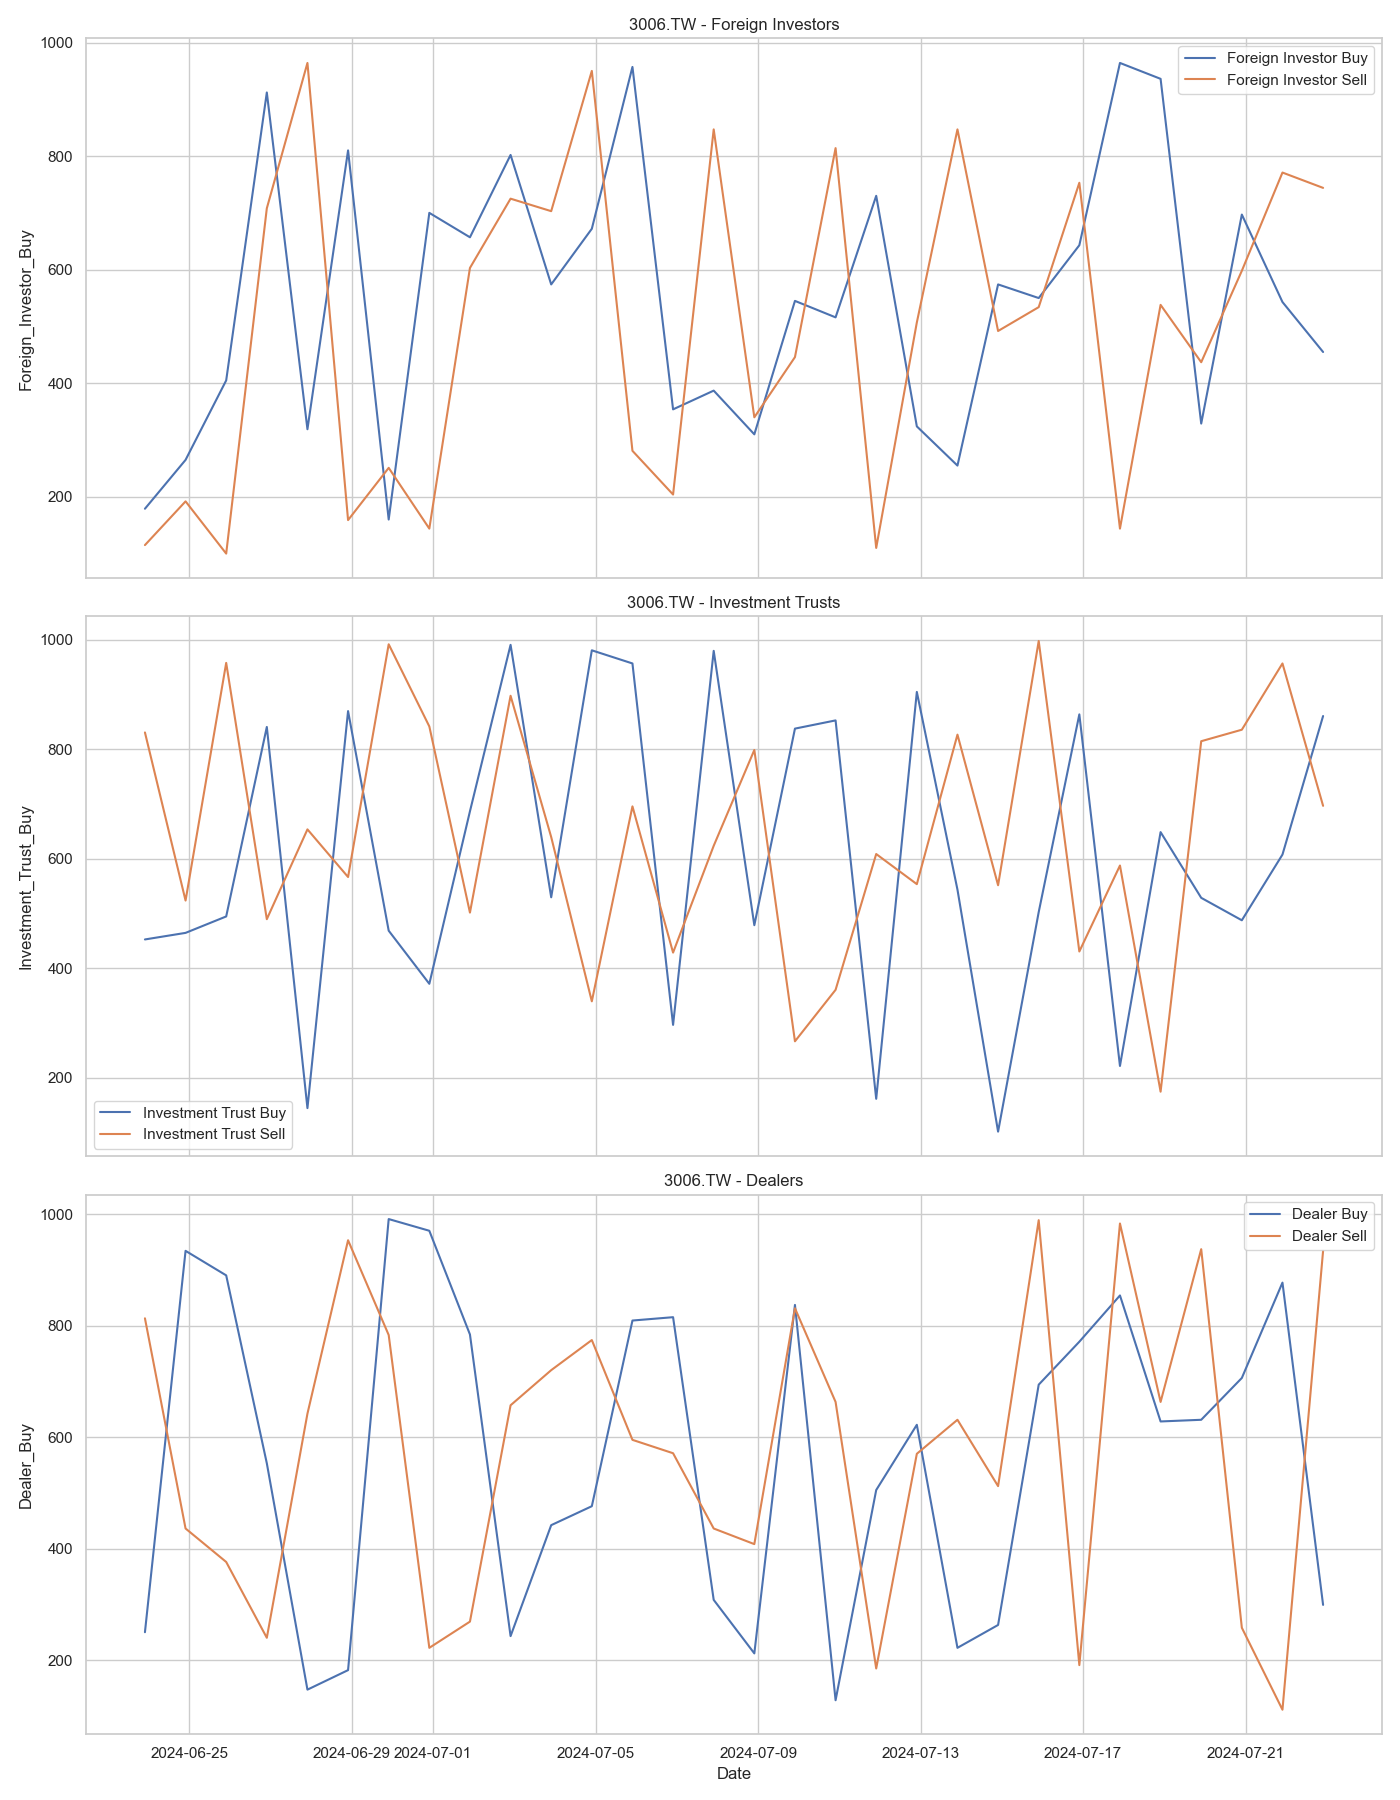 3006.TW - Foreign Investors
1000
800
600
400
200
Foreign_Investor_Buy
Foreign Investor Buy
Foreign Investor Sell
3006.TW - Investment Trusts
1000
800
600
400
200
Investment_Trust_Buy
Investment Trust Buy
Investment Trust Sell
3006.TW - Dealers
1000
800
600
400
200
Dealer_Buy
Dealer Buy
Dealer Sell
2024-06-25 2024-06-29 2024-07-01 2024-07-05 2024-07-09 2024-07-13 2024-07-17 2024-07-21
Date